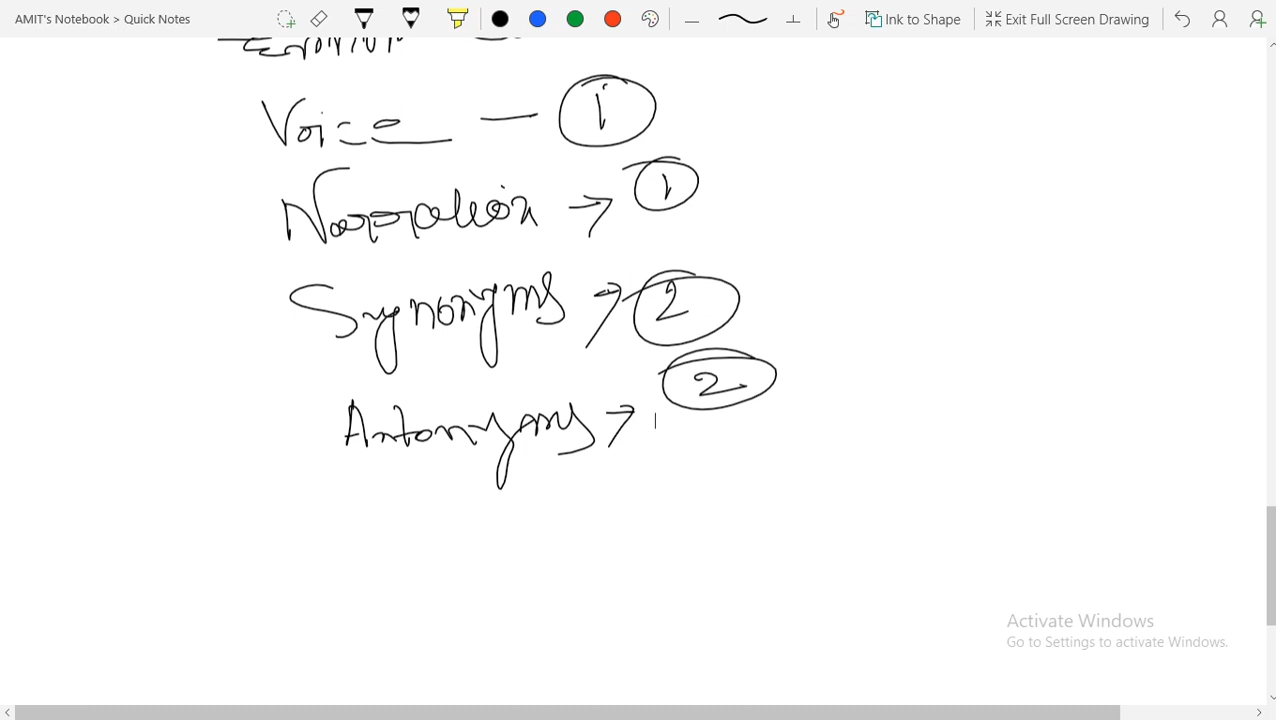 AMIT's Notebook > Quick Notes
Ink to Shape
Exit Full Screen Drawing
Voice — 1
Narration → 1
Synonyms → 2
Antonyms → 2
Activate Windows
Go to Settings to activate Windows.